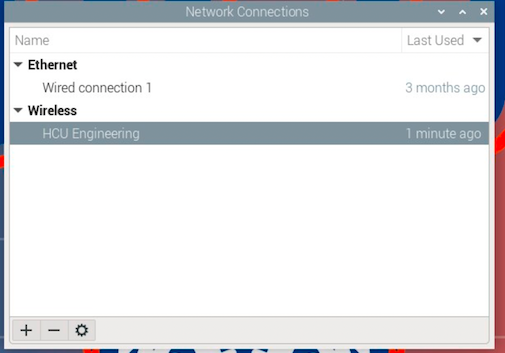 Network Connections
Name Last Used
Ethernet
Wired connection 1 3 months ago
Wireless
HCU Engineering 1 minute ago